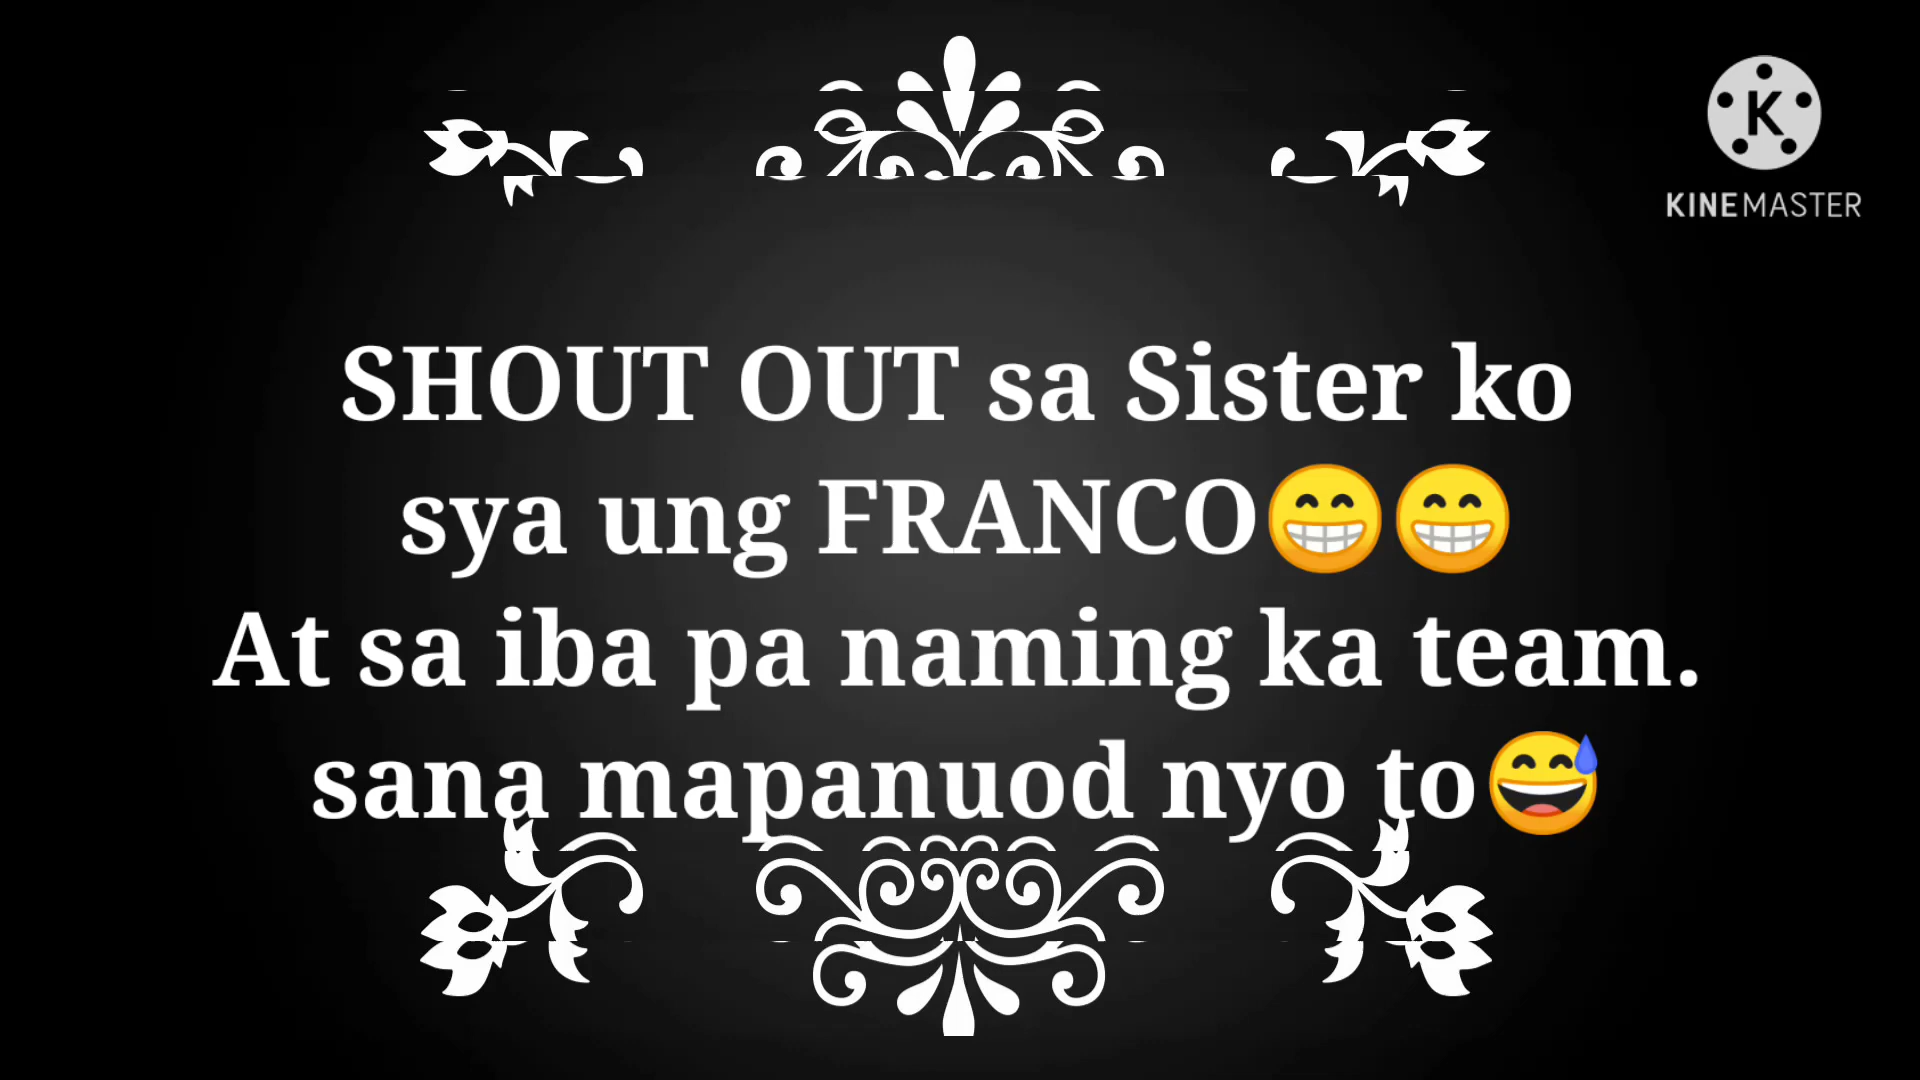 K
KINEMASTER
SHOUT OUT sa Sister ko
sya ung FRANCO😁😁
At sa iba pa naming ka team.
sana mapanuod nyo to😅